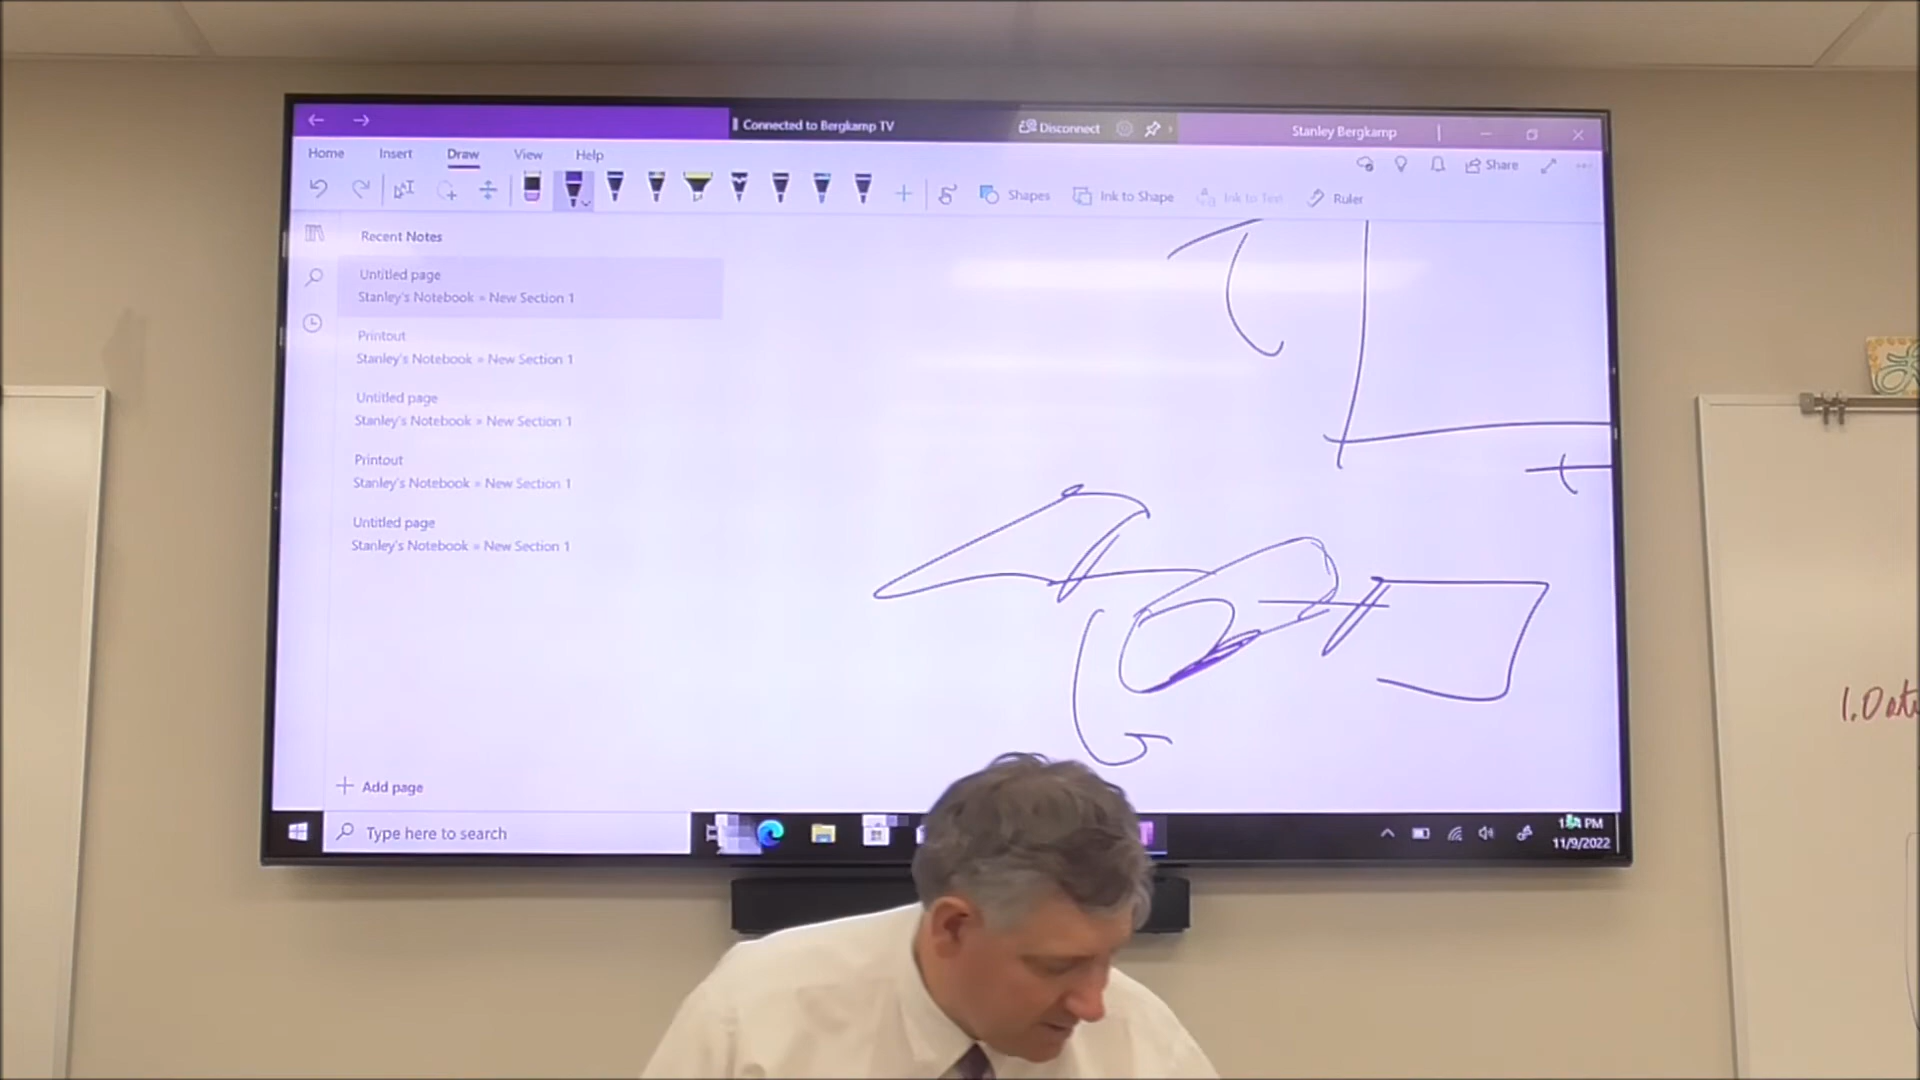 Connected to Bergkamp TV
Disconnect
Stanley Bergkamp
Home Insert Draw View Help
Share
Shapes
Ink to Shape
Ink to Text
Ruler
Recent Notes
Untitled page
Stanley's Notebook » New Section 1
Printout
Stanley's Notebook » New Section 1
Untitled page
Stanley's Notebook » New Section 1
Printout
Stanley's Notebook » New Section 1
Untitled page
Stanley's Notebook » New Section 1
+ Add page
Type here to search
PM
11/9/2022
1. Dat